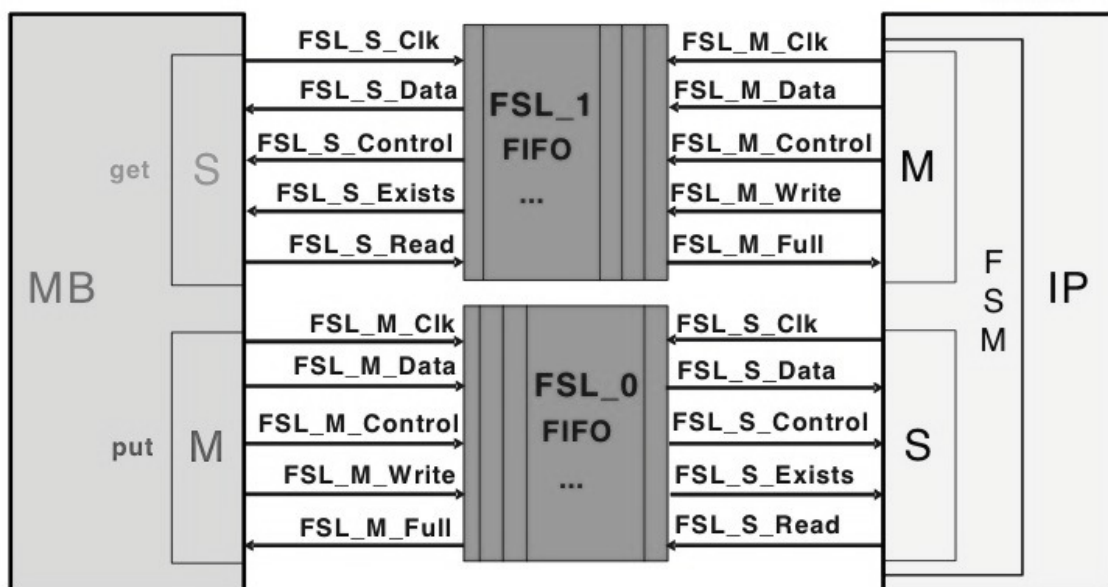 FSL_S_Clk
FSL_M_Clk
FSL_S_Data
FSL_M_Data
FSL_1
FIFO
...
FSL_S_Control
FSL_M_Control
get
S
M
FSL_S_Exists
FSL_M_Write
FSL_S_Read
FSL_M_Full
MB
FSM
IP
FSL_M_Clk
FSL_S_Clk
FSL_M_Data
FSL_S_Data
FSL_0
FIFO
...
FSL_M_Control
FSL_S_Control
put
M
S
FSL_M_Write
FSL_S_Exists
FSL_M_Full
FSL_S_Read